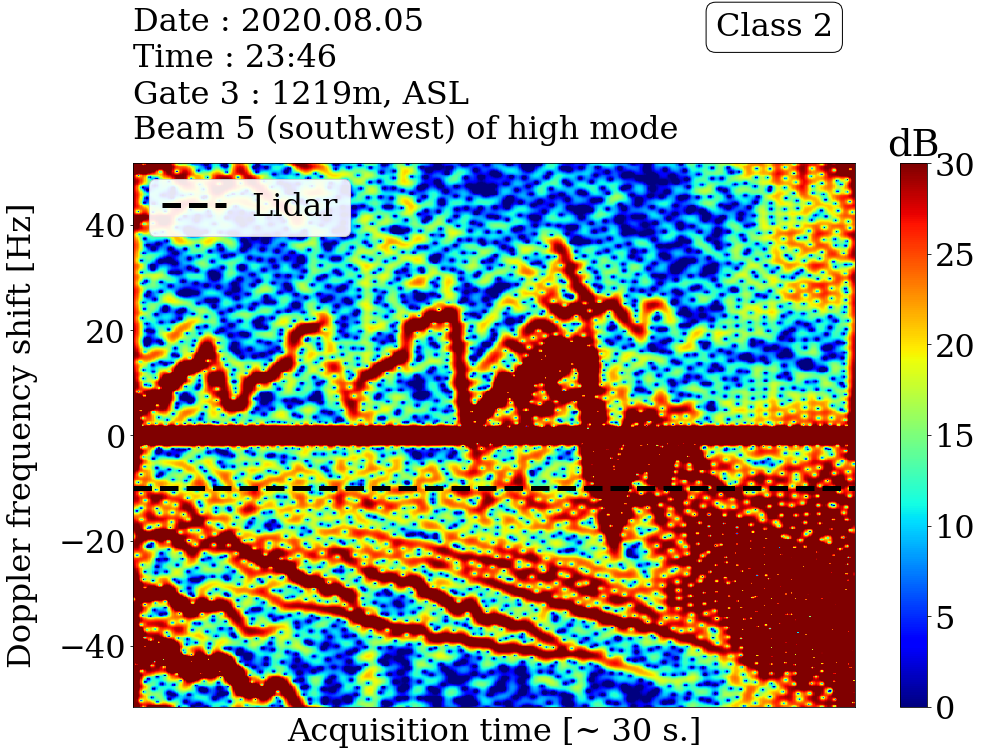 Date : 2020.08.05
Time : 23:46
Gate 3 : 1219m, ASL
Beam 5 (southwest) of high mode
Class 2
dB
Lidar
Doppler frequency shift [Hz]
40
20
0
−20
−40
30
25
20
15
10
5
0
Acquisition time [~ 30 s.]